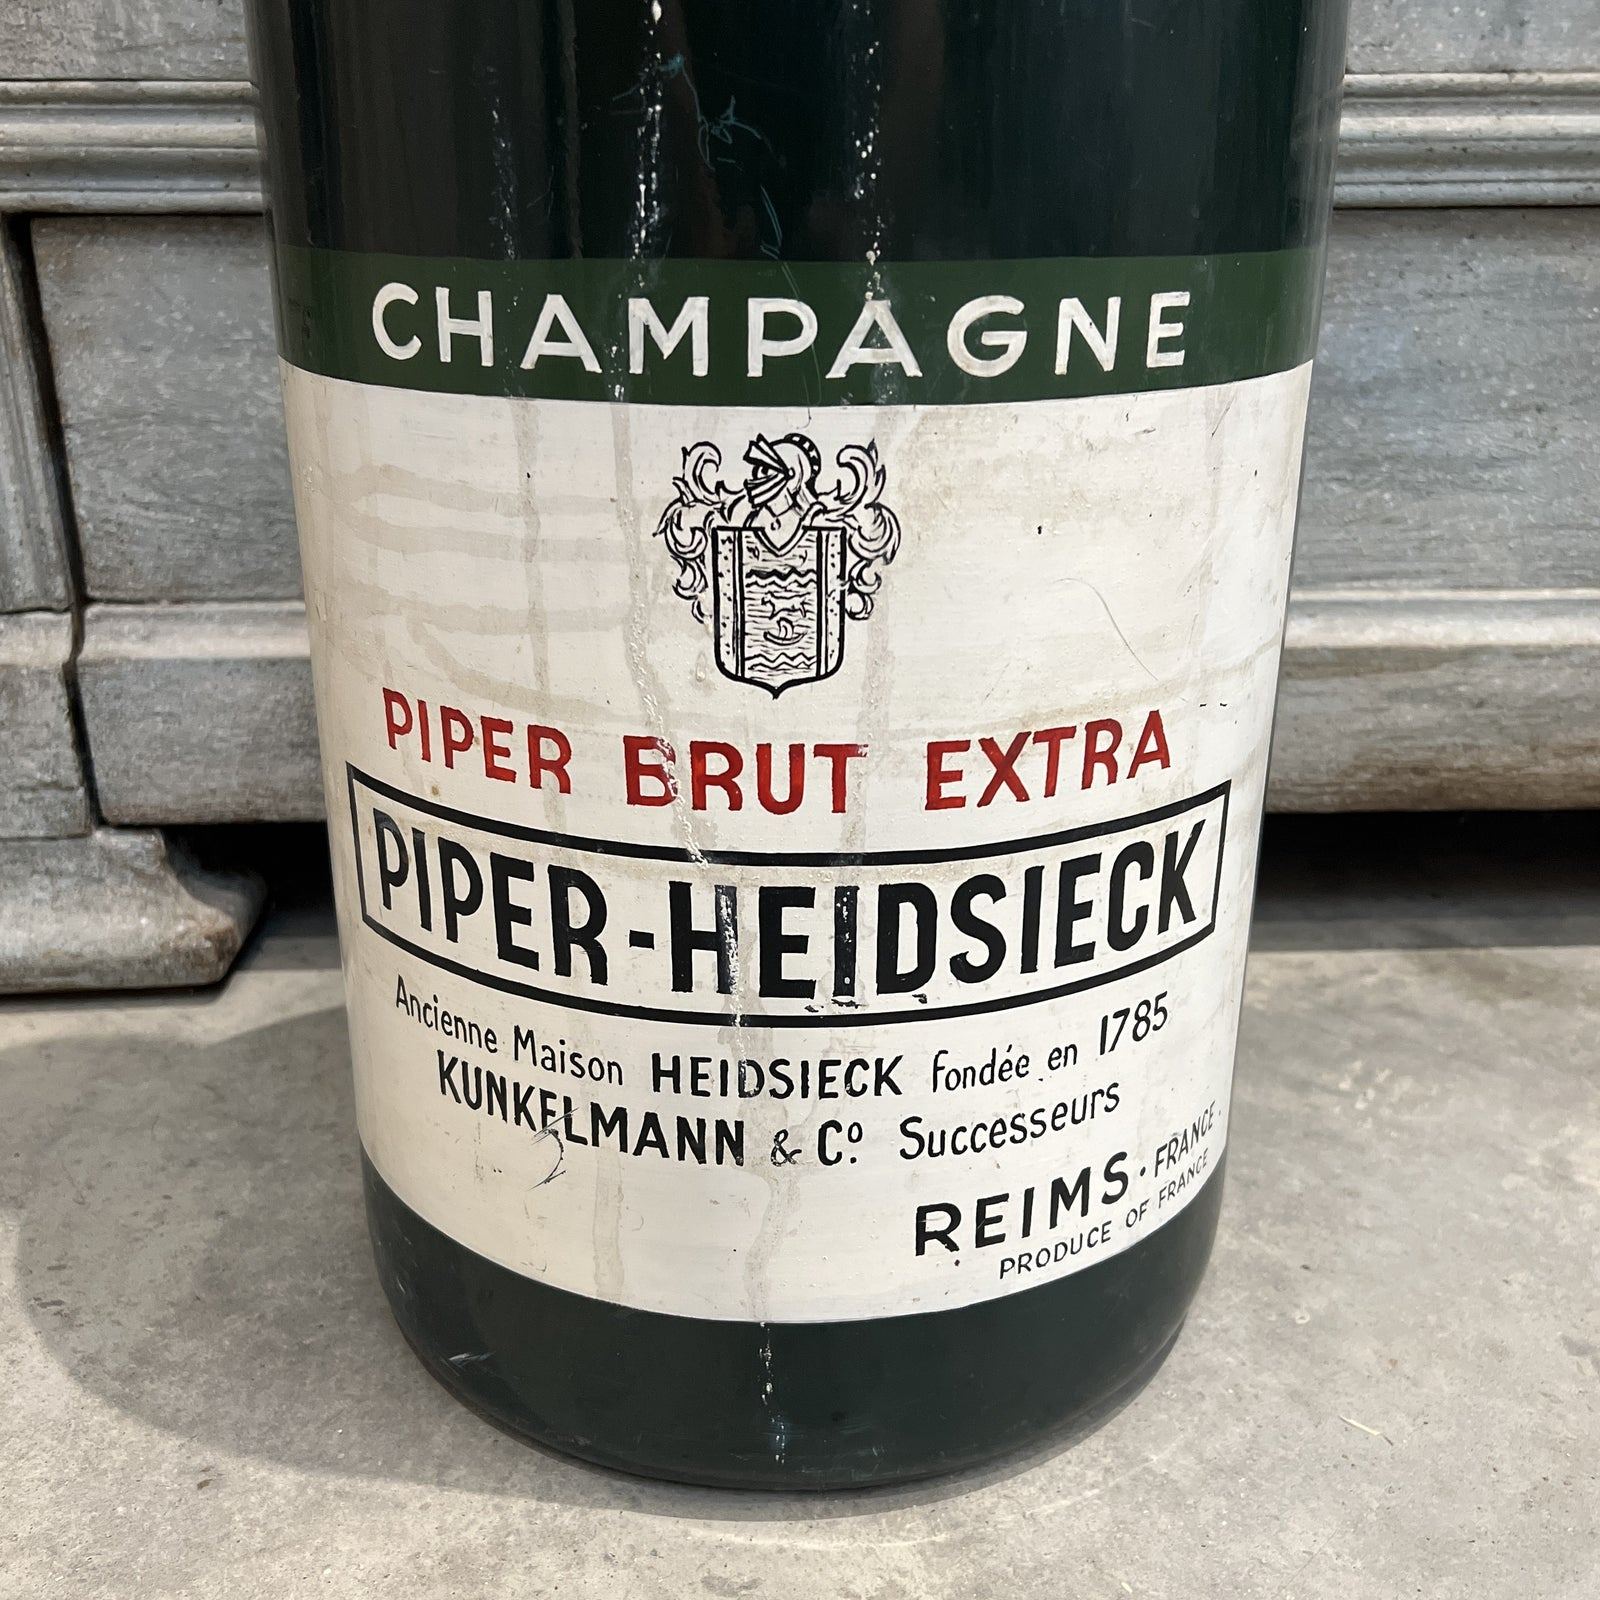 CHAMPAGNE
PIPER BRUT EXTRA
PIPER-HEIDSIECK
Ancienne Maison HEIDSIECK fondée en 1785
KUNKELMANN & Cº Successeurs
REIMS · FRANCE.
PRODUCE OF FRANCE